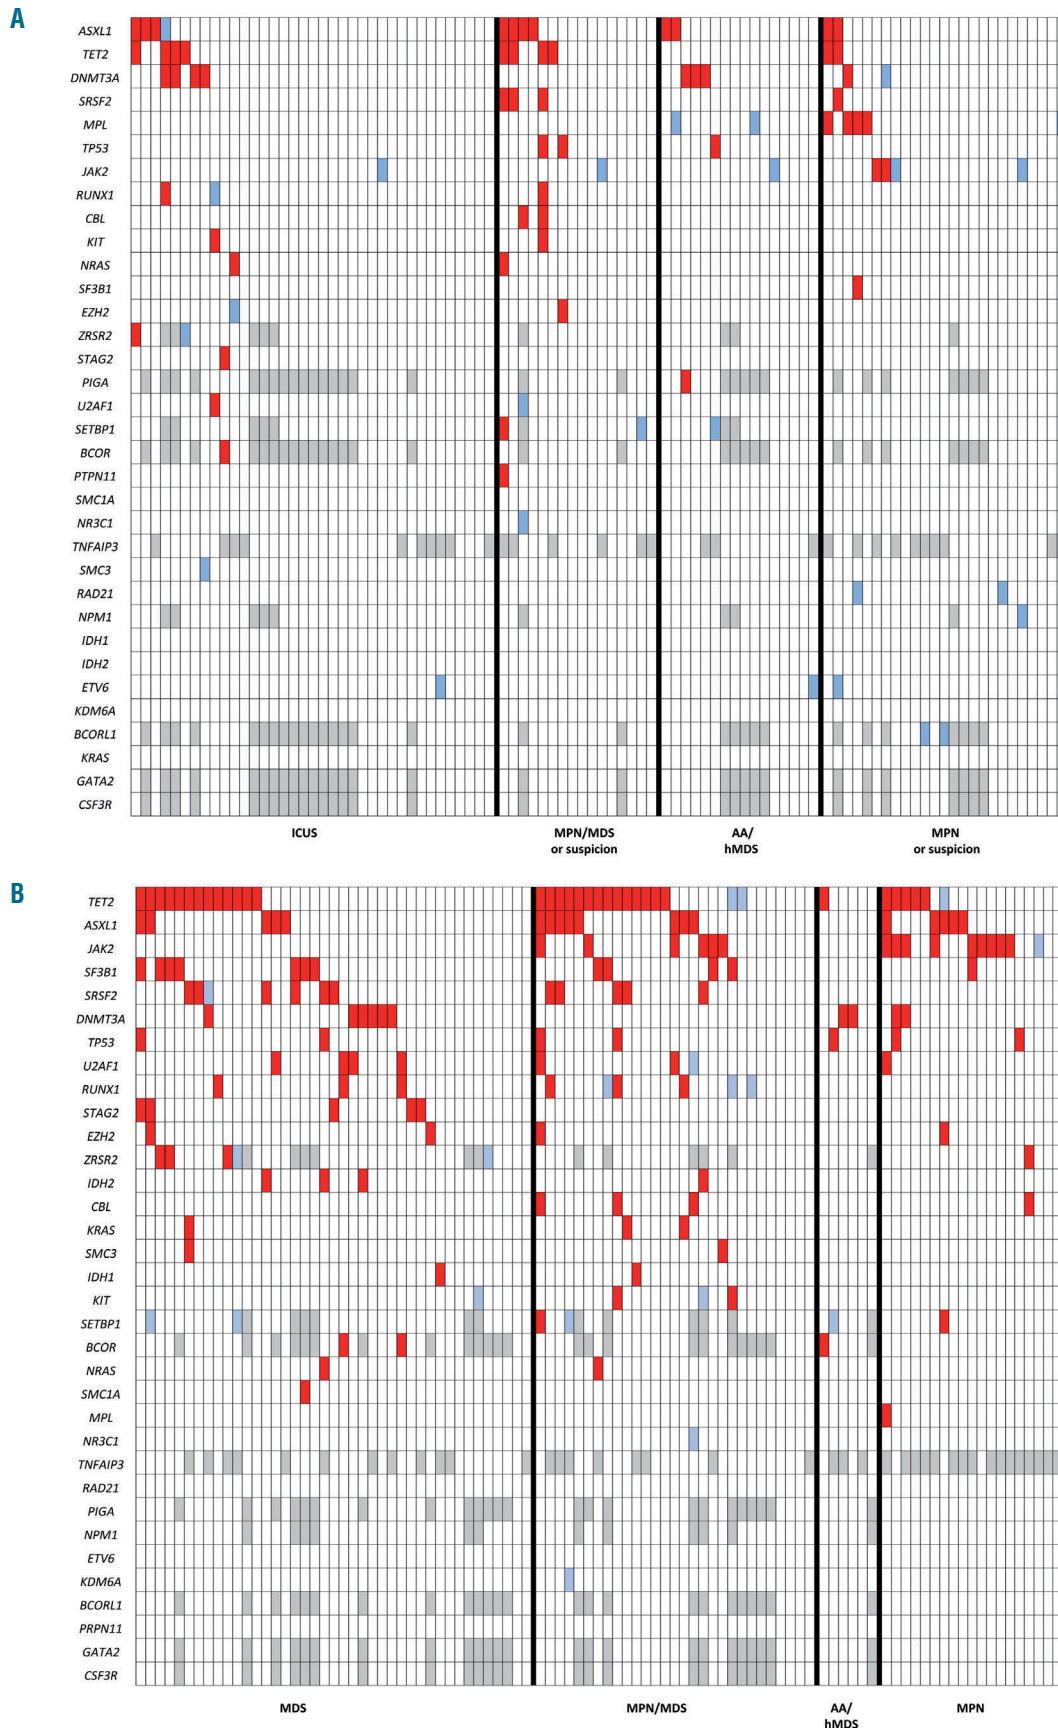 A
ASXL1
TET2
DNMT3A
SRSF2
MPL
TP53
JAK2
RUNX1
CBL
KIT
NRAS
SF3B1
EZH2
ZRSR2
STAG2
PIGA
U2AF1
SETBP1
BCOR
PTPN11
SMC1A
NR3C1
TNFAIP3
SMC3
RAD21
NPM1
IDH1
IDH2
ETV6
KDM6A
BCORL1
KRAS
GATA2
CSF3R
ICUS
MPN/MDS
or suspicion
AA/
hMDS
MPN
or suspicion
B
TET2
ASXL1
JAK2
SF3B1
SRSF2
DNMT3A
TP53
U2AF1
RUNX1
STAG2
EZH2
ZRSR2
IDH2
CBL
KRAS
SMC3
IDH1
KIT
SETBP1
BCOR
NRAS
SMC1A
MPL
NR3C1
TNFAIP3
RAD21
PIGA
NPM1
ETV6
KDM6A
BCORL1
PRPN11
GATA2
CSF3R
MDS
MPN/MDS
AA/
hMDS
MPN